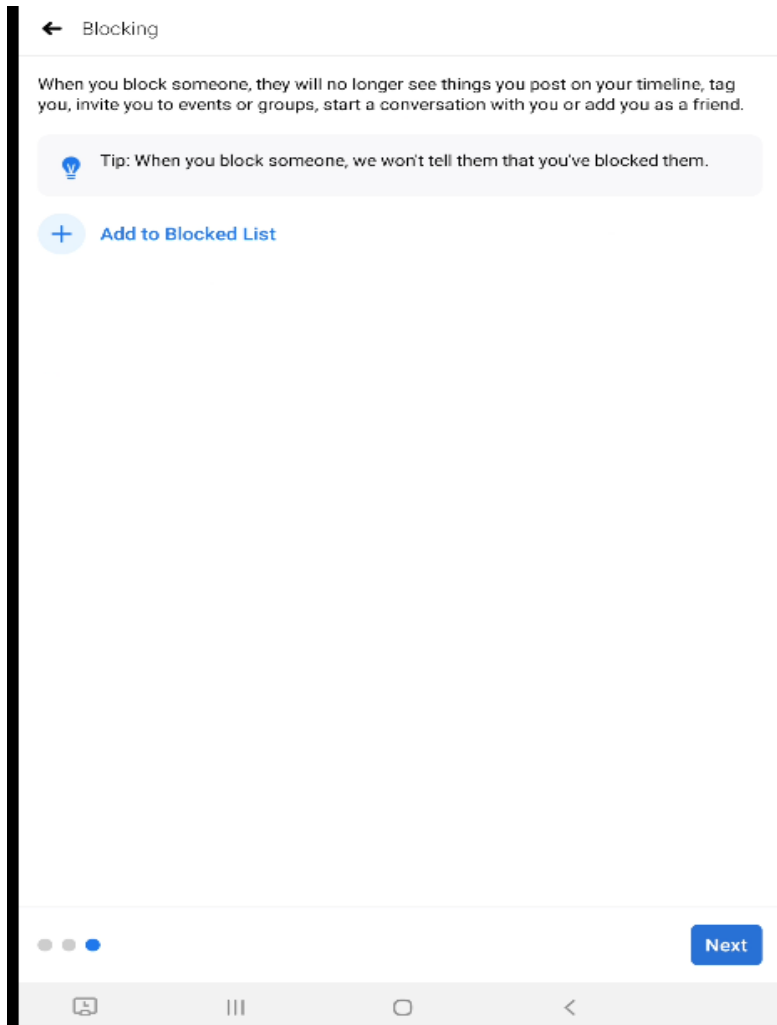 Blocking
When you block someone, they will no longer see things you post on your timeline, tag
you, invite you to events or groups, start a conversation with you or add you as a friend.
Tip: When you block someone, we won't tell them that you've blocked them.
Add to Blocked List
Next